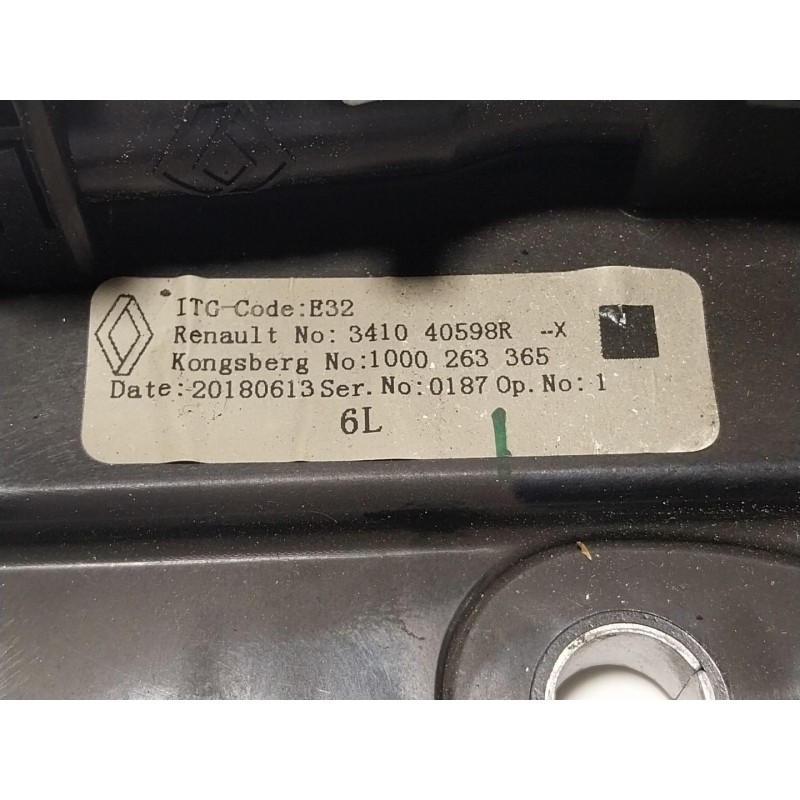 ITG-Code:E32
Renault No: 3410 40598R --X
Kongsberg No:1000 263 365
Date:20180613 Ser. No:0187 Op. No: 1
6L